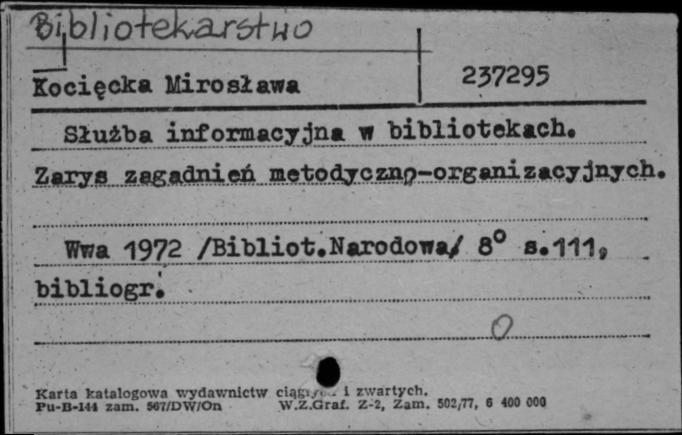 Bibliotekarstwo
Kocięcka Mirosława
237295
Służba informacyjna w bibliotekach.
Zarys zagadnień metodyczno-organizacyjnych.
Wwa 1972 /Bibliot.Narodowa/ 8° s.111,
bibliogr.
O
Karta katalogowa wydawnictw i zwartych.
Pu-B-144 zam. 567/DW/On W.Z.Graf. Z-2, Zam. 502/77, 6 400 000